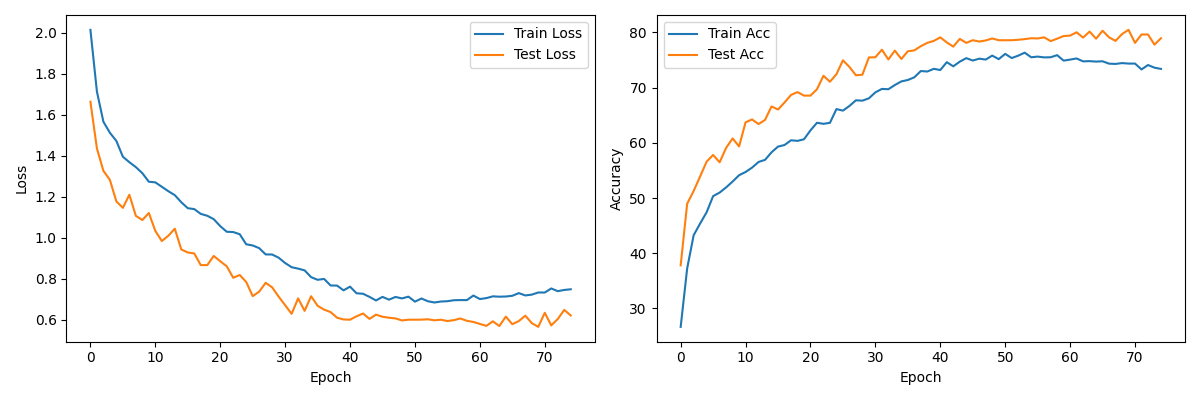 2.0
1.8
1.6
1.4
1.2
1.0
0.8
0.6
Loss
0 10 20 30 40 50 60 70
Epoch
Train Loss
Test Loss
80
70
60
50
40
30
Accuracy
0 10 20 30 40 50 60 70
Epoch
Train Acc
Test Acc